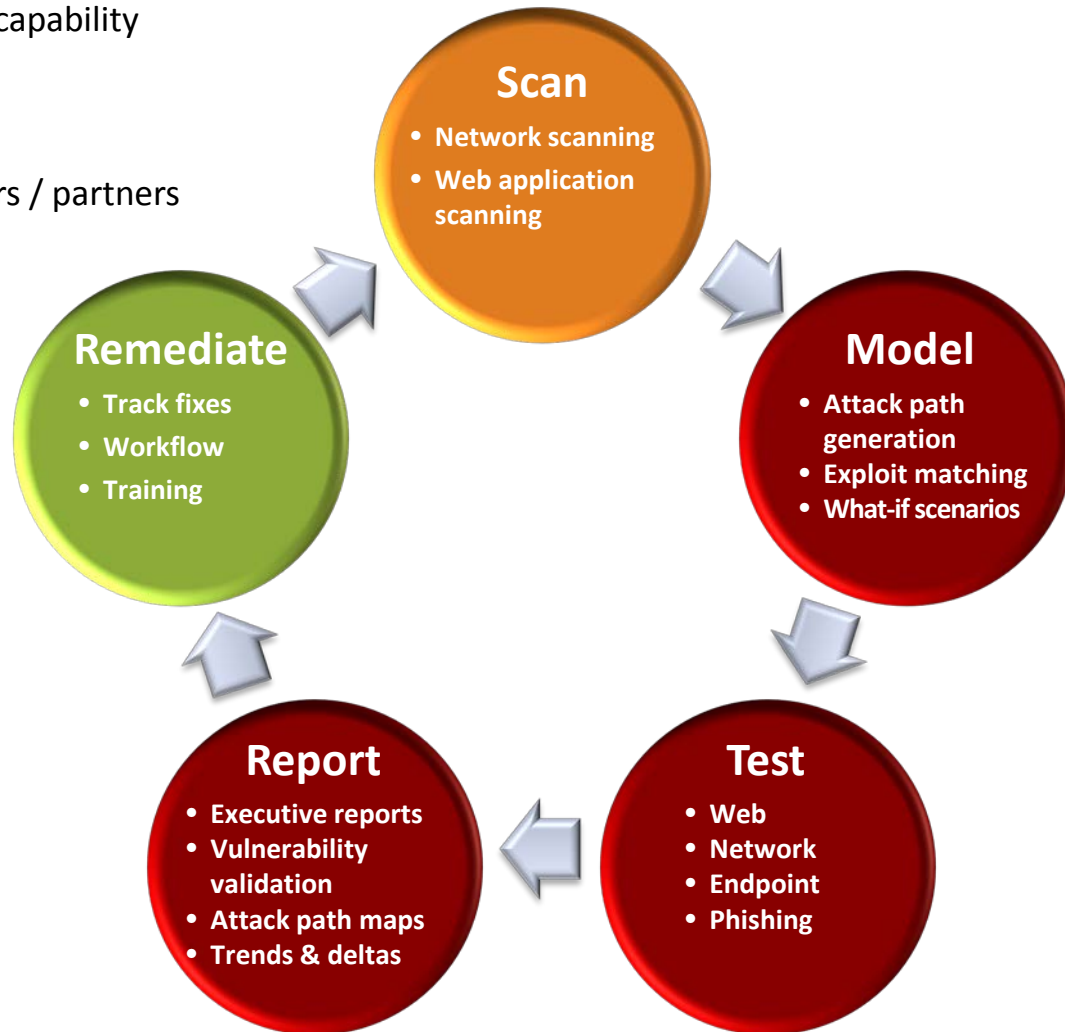 capability
rs / partners
Scan
• Network scanning
• Web application
scanning
Model
• Attack path
generation
• Exploit matching
• What-if scenarios
Test
• Web
• Network
• Endpoint
• Phishing
Report
• Executive reports
• Vulnerability
validation
• Attack path maps
• Trends & deltas
Remediate
• Track fixes
• Workflow
• Training